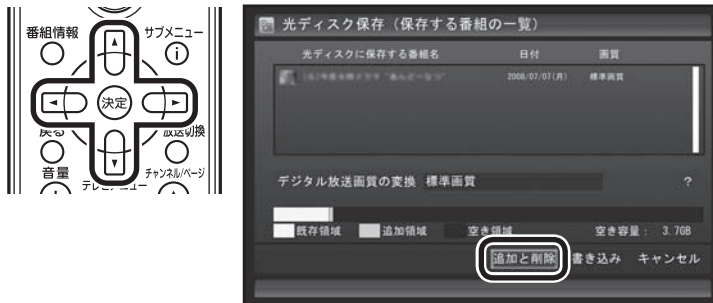 番組情報
サブメニュー
決定
戻る
放送切換
音量
チャンネル/ページ
光ディスク保存（保存する番組の一覧）
光ディスクに保存する番組名 日付 画質
2008/07/07(月) 標準画質
デジタル放送画質の変換 標準画質 ?
既存領域 追加領域 空き領域 空き容量： 3.7GB
追加と削除 書き込み キャンセル